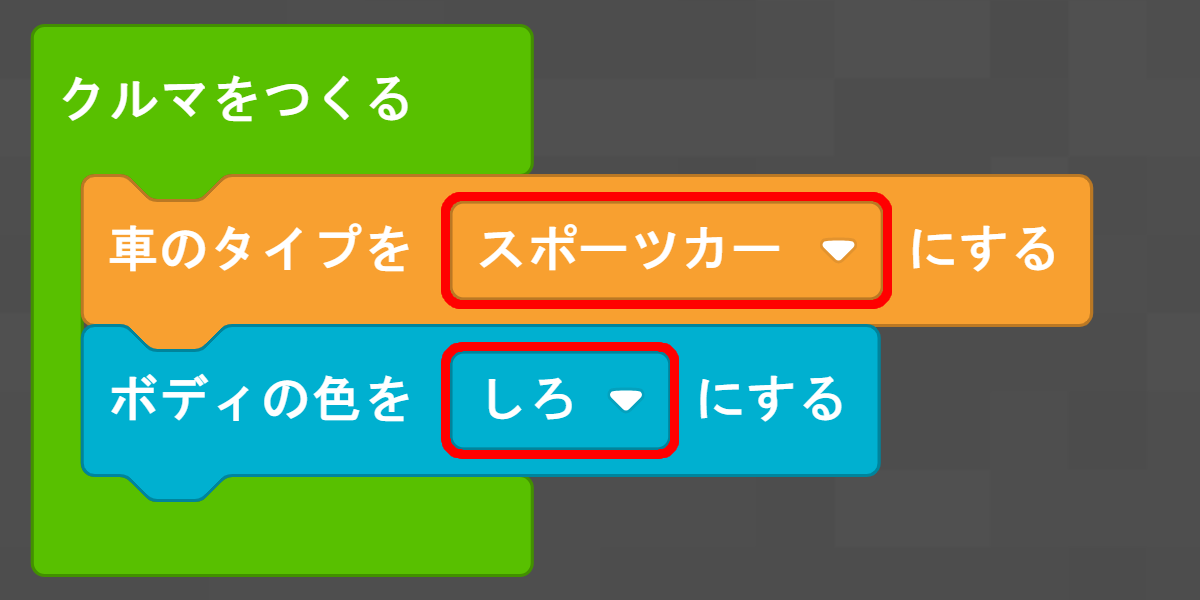 クルマをつくる
車のタイプを スポーツカー にする
ボディの色を しろ にする